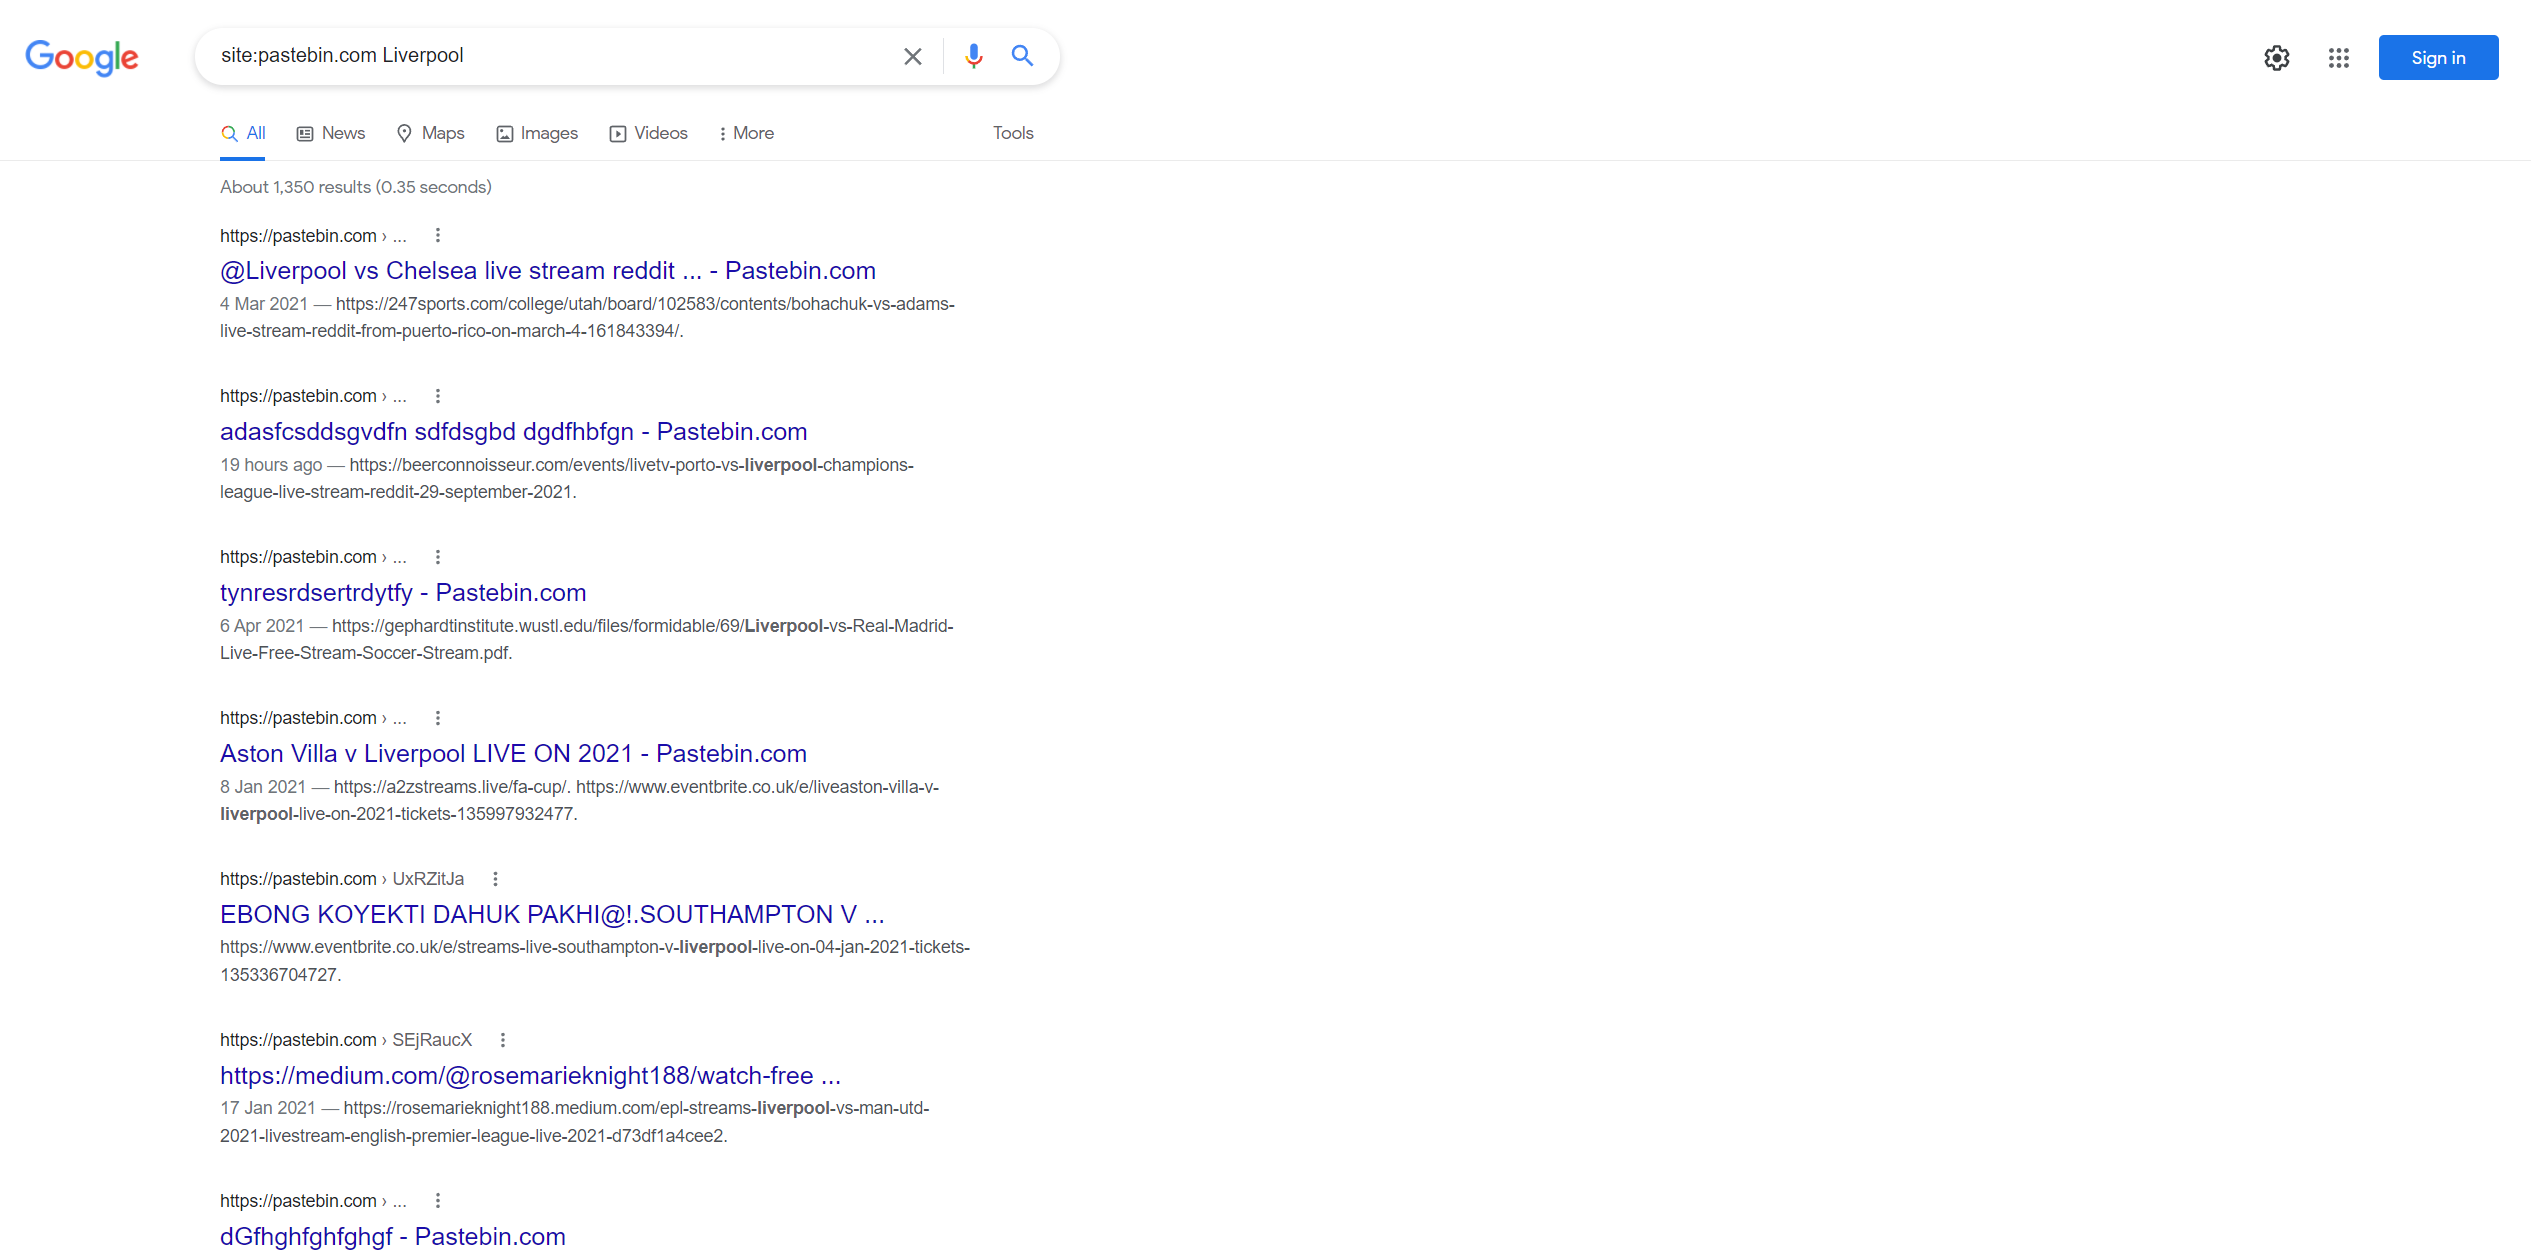 Google
site:pastebin.com Liverpool
Sign in
All News Maps Images Videos More Tools
About 1,350 results (0.35 seconds)
https://pastebin.com › ...
@Liverpool vs Chelsea live stream reddit ... - Pastebin.com
4 Mar 2021 — https://247sports.com/college/utah/board/102583/contents/bohachuk-vs-adams-
live-stream-reddit-from-puerto-rico-on-march-4-161843394/.
https://pastebin.com › ...
adasfcsddsgvdfn sdfdsgbd dgdfhbfgn - Pastebin.com
19 hours ago — https://beerconnoisseur.com/events/livetv-porto-vs-liverpool-champions-
league-live-stream-reddit-29-september-2021.
https://pastebin.com › ...
tynresrdsertrdytfy - Pastebin.com
6 Apr 2021 — https://gephardtinstitute.wustl.edu/files/formidable/69/Liverpool-vs-Real-Madrid-
Live-Free-Stream-Soccer-Stream.pdf.
https://pastebin.com › ...
Aston Villa v Liverpool LIVE ON 2021 - Pastebin.com
8 Jan 2021 — https://a2zstreams.live/fa-cup/. https://www.eventbrite.co.uk/e/liveaston-villa-v-
liverpool-live-on-2021-tickets-135997932477.
https://pastebin.com › UxRZitJa
EBONG KOYEKTI DAHUK PAKHI@!.SOUTHAMPTON V ...
https://www.eventbrite.co.uk/e/streams-live-southampton-v-liverpool-live-on-04-jan-2021-tickets-
135336704727.
https://pastebin.com › SEjRaucX
https://medium.com/@rosemarieknight188/watch-free ...
17 Jan 2021 — https://rosemarieknight188.medium.com/epl-streams-liverpool-vs-man-utd-
2021-livestream-english-premier-league-live-2021-d73df1a4cee2.
https://pastebin.com › ...
dGfhghfghfghgf - Pastebin.com